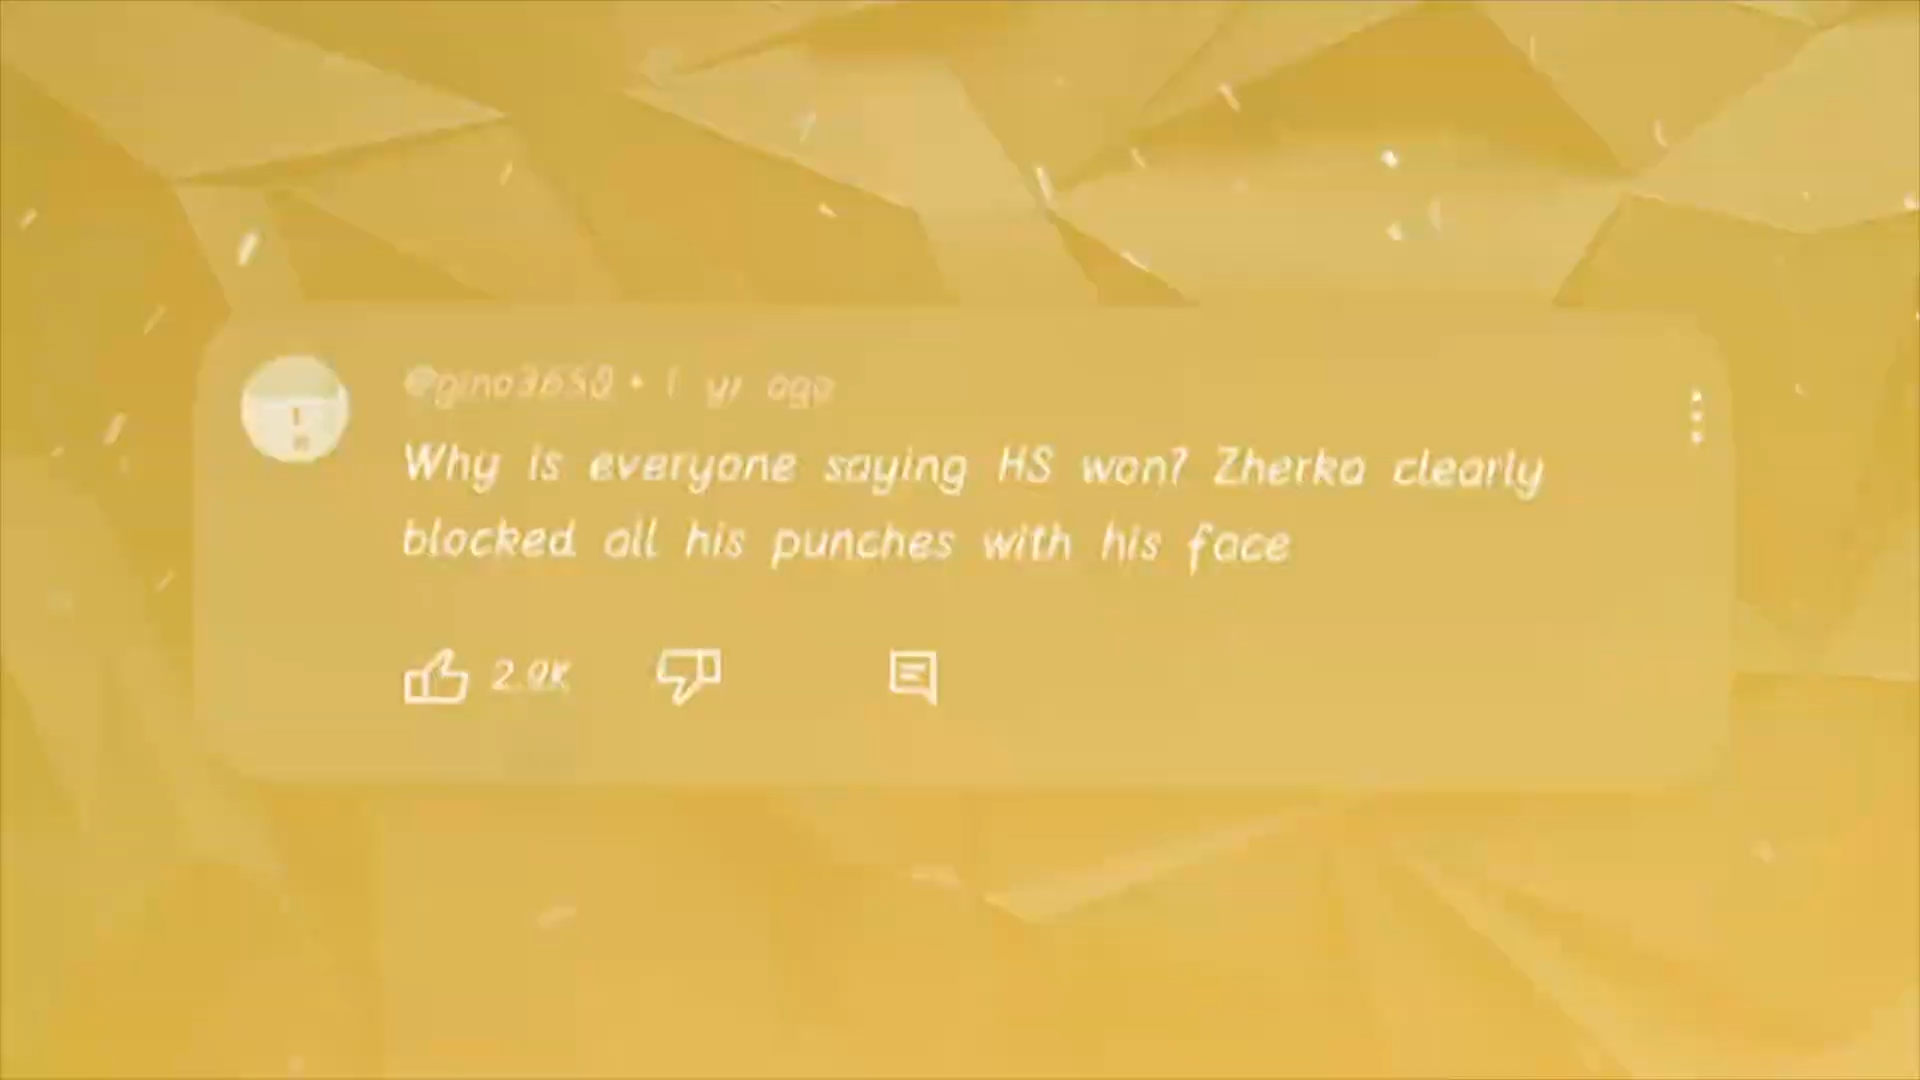 @gino3658 • 1 yr ago
Why is everyone saying HS won? Zherka clearly
blocked all his punches with his face
2.9K